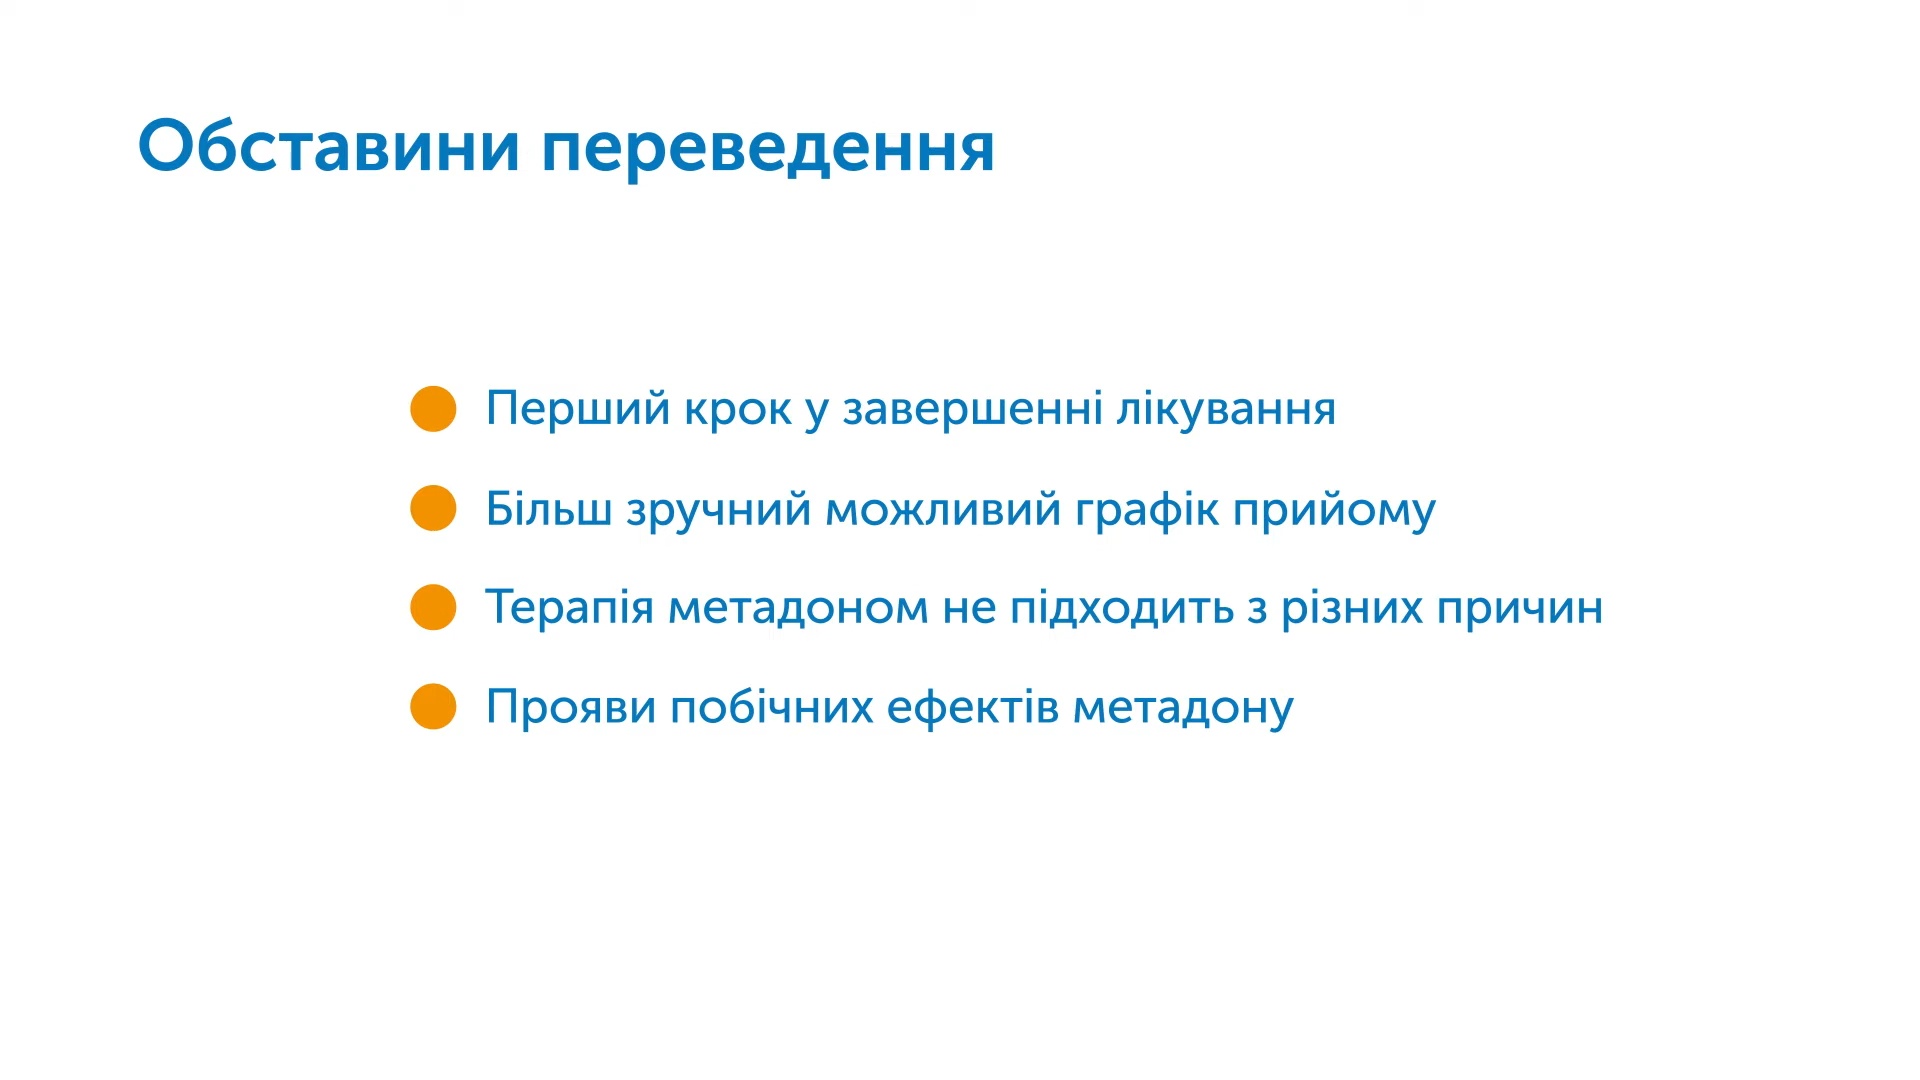 Обставини переведення
Перший крок у завершенні лікування
Більш зручний можливий графік прийому
Терапія метадоном не підходить з різних причин
Прояви побічних ефектів метадону